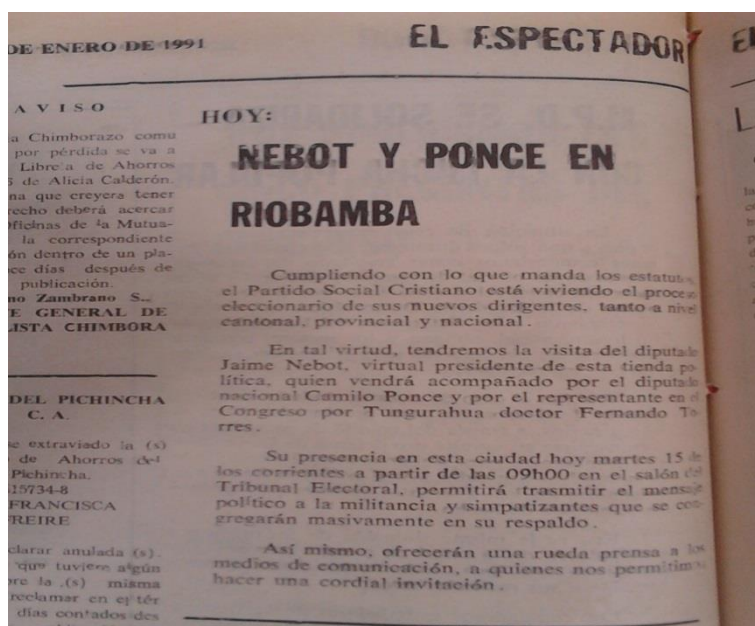 DE ENERO DE 1991
EL ESPECTADOR
AVISO
a Chimborazo comu
por pérdida se va a
Libreta de Ahorros
de Alicia Calderón.
na que creyera tener
recho deberá acercar
Oficinas de la Mutua-
la correspondiente
ón dentro de un pla-
ce días después de
publicación.
no Zambrano S.,
E GENERAL DE
LISTA CHIMBORA
DEL PICHINCHA
C. A.
e extraviado la (s)
de Ahorros del
Pichincha.
15734-8
FRANCISCA
FREIRE
clarar anulada (s).
que tuviere algún
re la (s) misma
reclamar en el tér
días contados des
HOY:
NEBOT Y PONCE EN
RIOBAMBA
Cumpliendo con lo que manda los estatutos
el Partido Social Cristiano está viviendo el proceso
eleccionario de sus nuevos dirigentes, tanto a nivel
cantonal, provincial y nacional.
En tal virtud, tendremos la visita del diputado
Jaime Nebot, virtual presidente de esta tienda po
lítica, quien vendrá acompañado por el diputado
nacional Camilo Ponce y por el representante en el
Congreso por Tungurahua doctor Fernando To
rres.
Su presencia en esta ciudad hoy martes 15 de
los corrientes a partir de las 09h00 en el salón del
Tribunal Electoral, permitirá trasmitir el mensaje
político a la militancia y simpatizantes que se con
gregarán masivamente en su respaldo.
Así mismo, ofrecerán una rueda prensa a los
medios de comunicación, a quienes nos permitimos
hacer una cordial invitación.